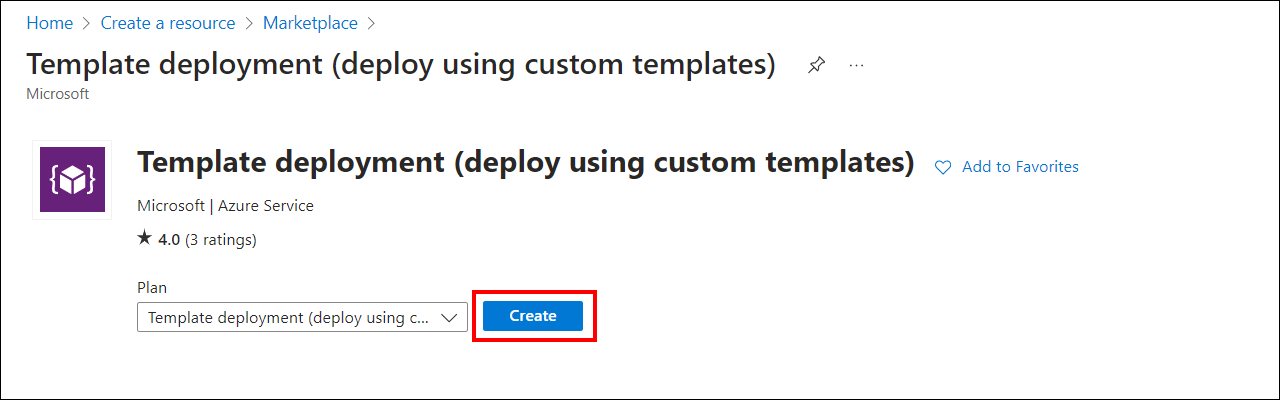 Home > Create a resource > Marketplace >
Template deployment (deploy using custom templates) ...
Microsoft
Template deployment (deploy using custom templates) Add to Favorites
Microsoft | Azure Service
★ 4.0 (3 ratings)
Plan
Template deployment (deploy using c... Create